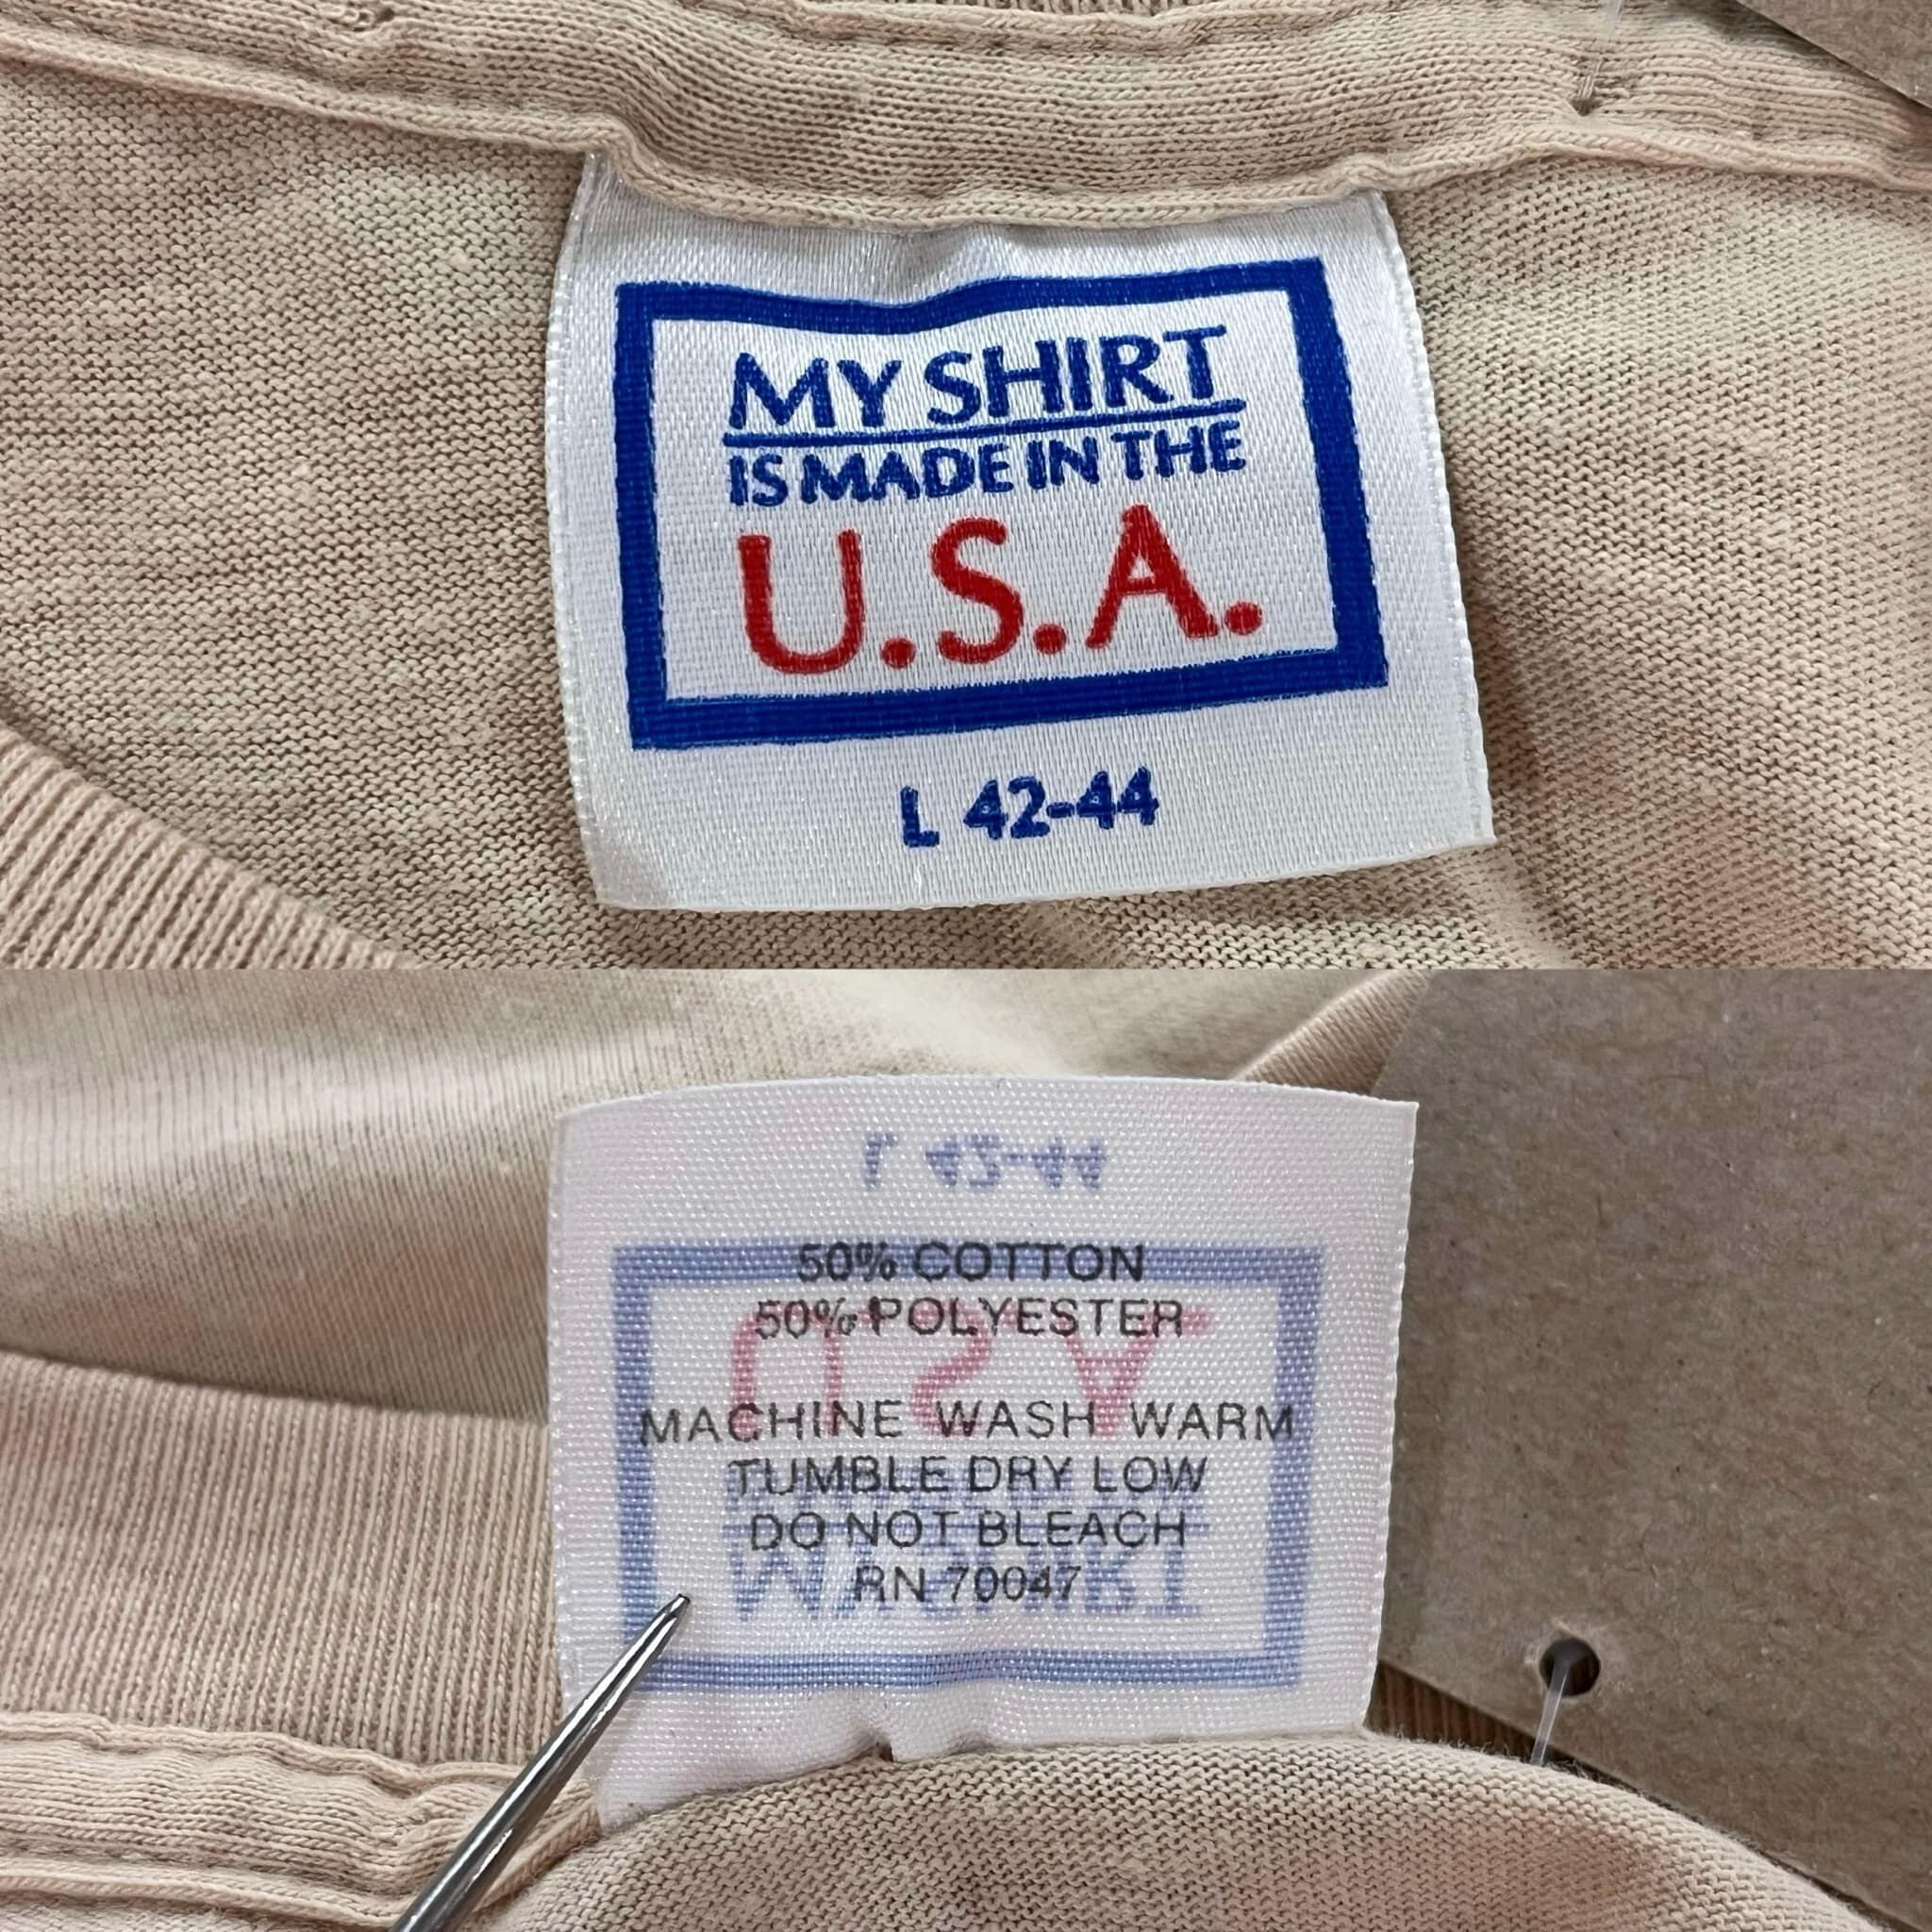 MY SHIRT
IS MADE IN THE
U.S.A.
L 42-44
50% COTTON
50% POLYESTER
MACHINE WASH WARM
TUMBLE DRY LOW
DO NOT BLEACH
RN 70047